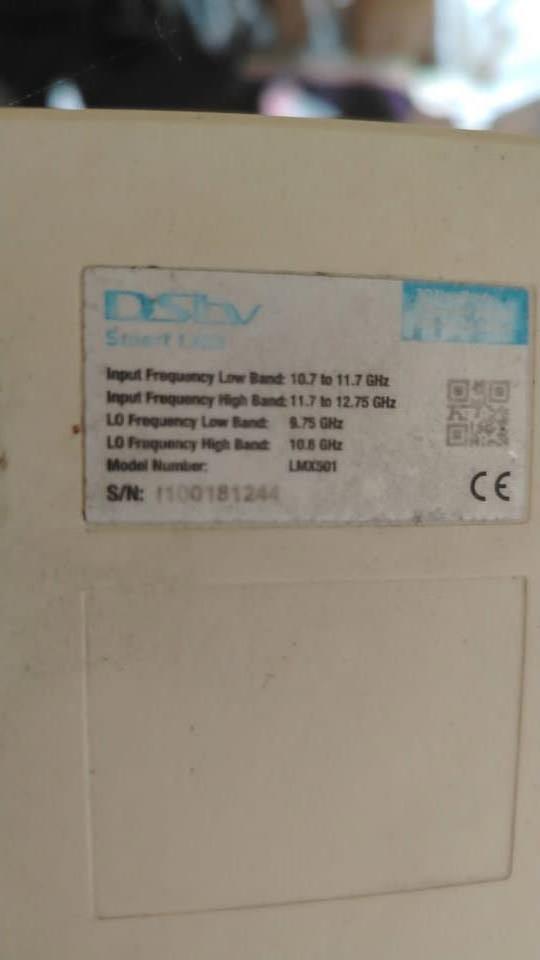 DStv
Smart LNB
Input Frequency Low Band: 10.7 to 11.7 GHz
Input Frequency High Band: 11.7 to 12.75 GHz
LO Frequency Low Band: 9.75 GHz
LO Frequency High Band: 10.6 GHz
Model Number: LMX501
S/N: 1100181244
CE